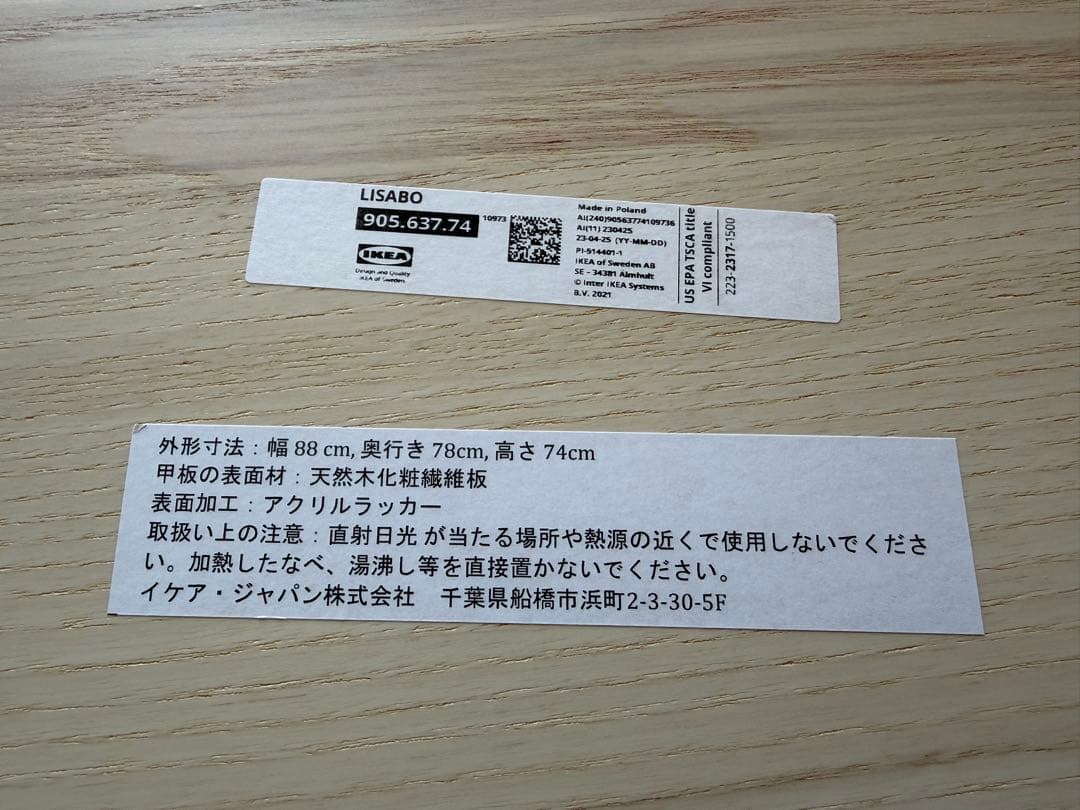 LISABO
905.637.74
10973
IKEA
Design and Quality
IKEA of Sweden
Made in Poland
AI(240)90563774109736
AI(11) 230425
23-04-25 (YY-MM-DD)
PI-514401-1
IKEA of Sweden AB
SE - 34381 Älmhult
© Inter IKEA Systems
B.V. 2021
US EPA TSCA title
VI compliant
223-2317-1500
外形寸法：幅 88 cm, 奥行き 78cm, 高さ 74cm
甲板の表面材：天然木化粧繊維板
表面加工：アクリルラッカー
取扱い上の注意：直射日光 が当たる場所や熱源の近くで使用しないでくださ
い。加熱したなべ、湯沸し等を直接置かないでください。
イケア・ジャパン株式会社　千葉県船橋市浜町2-3-30-5F